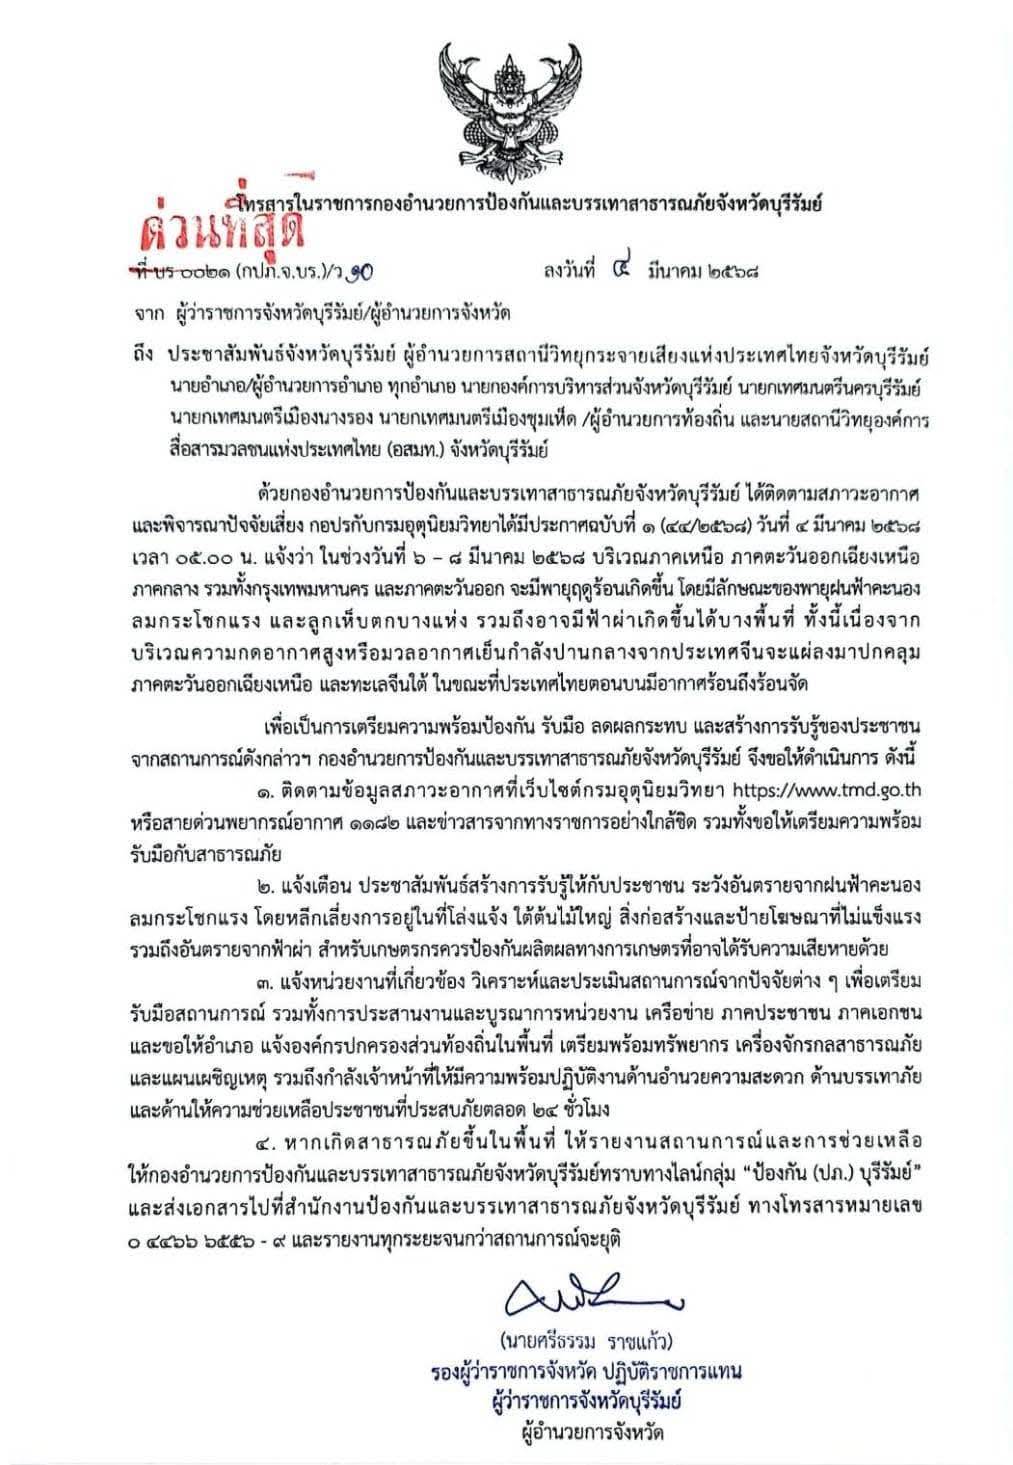 โทรสารในราชการกองอำนวยการป้องกันและบรรเทาสาธารณภัยจังหวัดบุรีรัมย์
ด่วนที่สุด
ที่ บร ๐๐๒๑ (กปภ.จ.บร.)/ว ๑๐ ลงวันที่ ๔ มีนาคม ๒๕๖๘
จาก ผู้ว่าราชการจังหวัดบุรีรัมย์/ผู้อำนวยการจังหวัด
ถึง ประชาสัมพันธ์จังหวัดบุรีรัมย์ ผู้อำนวยการสถานีวิทยุกระจายเสียงแห่งประเทศไทยจังหวัดบุรีรัมย์
นายอำเภอ/ผู้อำนวยการอำเภอ ทุกอำเภอ นายกองค์การบริหารส่วนจังหวัดบุรีรัมย์ นายกเทศมนตรีนครบุรีรัมย์
นายกเทศมนตรีเมืองนางรอง นายกเทศมนตรีเมืองชุมเห็ด /ผู้อำนวยการท้องถิ่น และนายสถานีวิทยุองค์การ
สื่อสารมวลชนแห่งประเทศไทย (อสมท.) จังหวัดบุรีรัมย์
ด้วยกองอำนวยการป้องกันและบรรเทาสาธารณภัยจังหวัดบุรีรัมย์ ได้ติดตามสภาวะอากาศ
และพิจารณาปัจจัยเสี่ยง กอปรกับกรมอุตุนิยมวิทยาได้มีประกาศฉบับที่ ๑ (๔๔/๒๕๖๘) วันที่ ๔ มีนาคม ๒๕๖๘
เวลา ๐๕.๐๐ น. แจ้งว่า ในช่วงวันที่ ๖ – ๘ มีนาคม ๒๕๖๘ บริเวณภาคเหนือ ภาคตะวันออกเฉียงเหนือ
ภาคกลาง รวมทั้งกรุงเทพมหานคร และภาคตะวันออก จะมีพายุฤดูร้อนเกิดขึ้น โดยมีลักษณะของพายุฝนฟ้าคะนอง
ลมกระโชกแรง และลูกเห็บตกบางแห่ง รวมถึงอาจมีฟ้าผ่าเกิดขึ้นได้บางพื้นที่ ทั้งนี้เนื่องจาก
บริเวณความกดอากาศสูงหรือมวลอากาศเย็นกำลังปานกลางจากประเทศจีนจะแผ่ลงมาปกคลุม
ภาคตะวันออกเฉียงเหนือ และทะเลจีนใต้ ในขณะที่ประเทศไทยตอนบนมีอากาศร้อนถึงร้อนจัด
เพื่อเป็นการเตรียมความพร้อมป้องกัน รับมือ ลดผลกระทบ และสร้างการรับรู้ของประชาชน
จากสถานการณ์ดังกล่าวฯ กองอำนวยการป้องกันและบรรเทาสาธารณภัยจังหวัดบุรีรัมย์ จึงขอให้ดำเนินการ ดังนี้
๑. ติดตามข้อมูลสภาวะอากาศที่เว็บไซต์กรมอุตุนิยมวิทยา https://www.tmd.go.th
หรือสายด่วนพยากรณ์อากาศ ๑๑๘๒ และข่าวสารจากทางราชการอย่างใกล้ชิด รวมทั้งขอให้เตรียมความพร้อม
รับมือกับสาธารณภัย
๒. แจ้งเตือน ประชาสัมพันธ์สร้างการรับรู้ให้กับประชาชน ระวังอันตรายจากฝนฟ้าคะนอง
ลมกระโชกแรง โดยหลีกเลี่ยงการอยู่ในที่โล่งแจ้ง ใต้ต้นไม้ใหญ่ สิ่งก่อสร้างและป้ายโฆษณาที่ไม่แข็งแรง
รวมถึงอันตรายจากฟ้าผ่า สำหรับเกษตรกรควรป้องกันผลิตผลทางการเกษตรที่อาจได้รับความเสียหายด้วย
๓. แจ้งหน่วยงานที่เกี่ยวข้อง วิเคราะห์และประเมินสถานการณ์จากปัจจัยต่าง ๆ เพื่อเตรียม
รับมือสถานการณ์ รวมทั้งการประสานงานและบูรณาการหน่วยงาน เครือข่าย ภาคประชาชน ภาคเอกชน
และขอให้อำเภอ แจ้งองค์กรปกครองส่วนท้องถิ่นในพื้นที่ เตรียมพร้อมทรัพยากร เครื่องจักรกลสาธารณภัย
และแผนเผชิญเหตุ รวมถึงกำลังเจ้าหน้าที่ให้มีความพร้อมปฏิบัติงานด้านอำนวยความสะดวก ด้านบรรเทาภัย
และด้านให้ความช่วยเหลือประชาชนที่ประสบภัยตลอด ๒๔ ชั่วโมง
๔. หากเกิดสาธารณภัยขึ้นในพื้นที่ ให้รายงานสถานการณ์และการช่วยเหลือ
ให้กองอำนวยการป้องกันและบรรเทาสาธารณภัยจังหวัดบุรีรัมย์ทราบทางไลน์กลุ่ม “ป้องกัน (ปภ.) บุรีรัมย์”
และส่งเอกสารไปที่สำนักงานป้องกันและบรรเทาสาธารณภัยจังหวัดบุรีรัมย์ ทางโทรสารหมายเลข
๐ ๔๔๖๖ ๖๕๕๖ - ๙ และรายงานทุกระยะจนกว่าสถานการณ์จะยุติ
(นายศรีธรรม ราชแก้ว)
รองผู้ว่าราชการจังหวัด ปฏิบัติราชการแทน
ผู้ว่าราชการจังหวัดบุรีรัมย์
ผู้อำนวยการจังหวัด